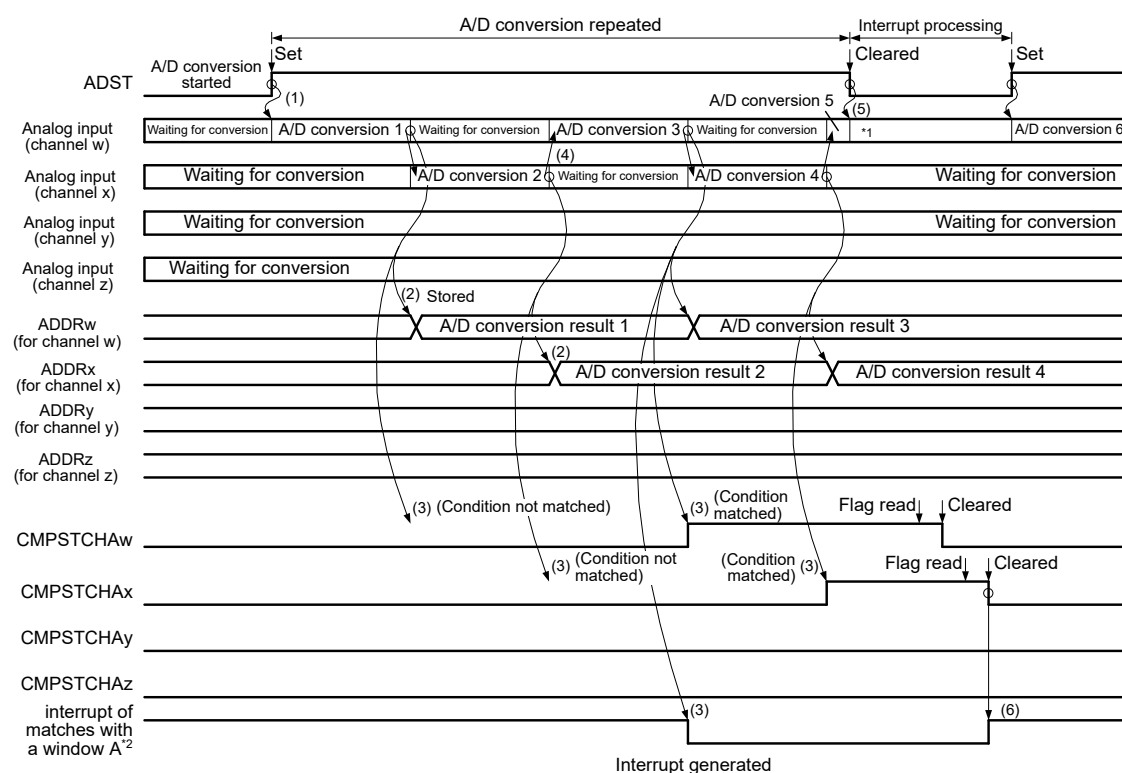 A/D conversion repeated
Interrupt processing
Set
Cleared
Set
ADST
A/D conversion
started
(1)
A/D conversion 5
(5)
Analog input
(channel w)
Waiting for conversion
A/D conversion 1
Waiting for conversion
A/D conversion 3
Waiting for conversion
*1
A/D conversion 6
(4)
Analog input
(channel x)
Waiting for conversion
A/D conversion 2
Waiting for conversion
A/D conversion 4
Waiting for conversion
Analog input
(channel y)
Waiting for conversion
Waiting for conversion
Analog input
(channel z)
Waiting for conversion
(2) Stored
ADDRw
(for channel w)
A/D conversion result 1
A/D conversion result 3
(2)
ADDRx
(for channel x)
A/D conversion result 2
A/D conversion result 4
ADDRy
(for channel y)
ADDRz
(for channel z)
(3) (Condition not matched)
(3) (Condition
matched)
Flag read
Cleared
CMPSTCHAw
(3) (Condition not
matched)
(Condition
matched) (3)
Flag read
Cleared
CMPSTCHAx
CMPSTCHAy
CMPSTCHAz
interrupt of
matches with
a window A*2
(3)
(6)
Interrupt generated